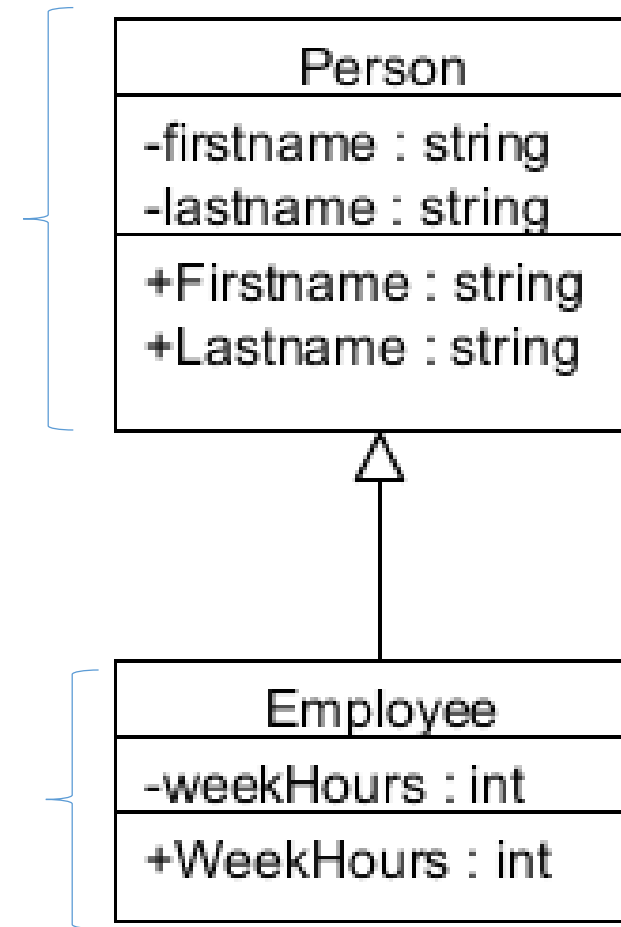 Person
-firstname : string
-lastname : string
+Firstname : string
+Lastname : string
Employee
-weekHours : int
+WeekHours : int